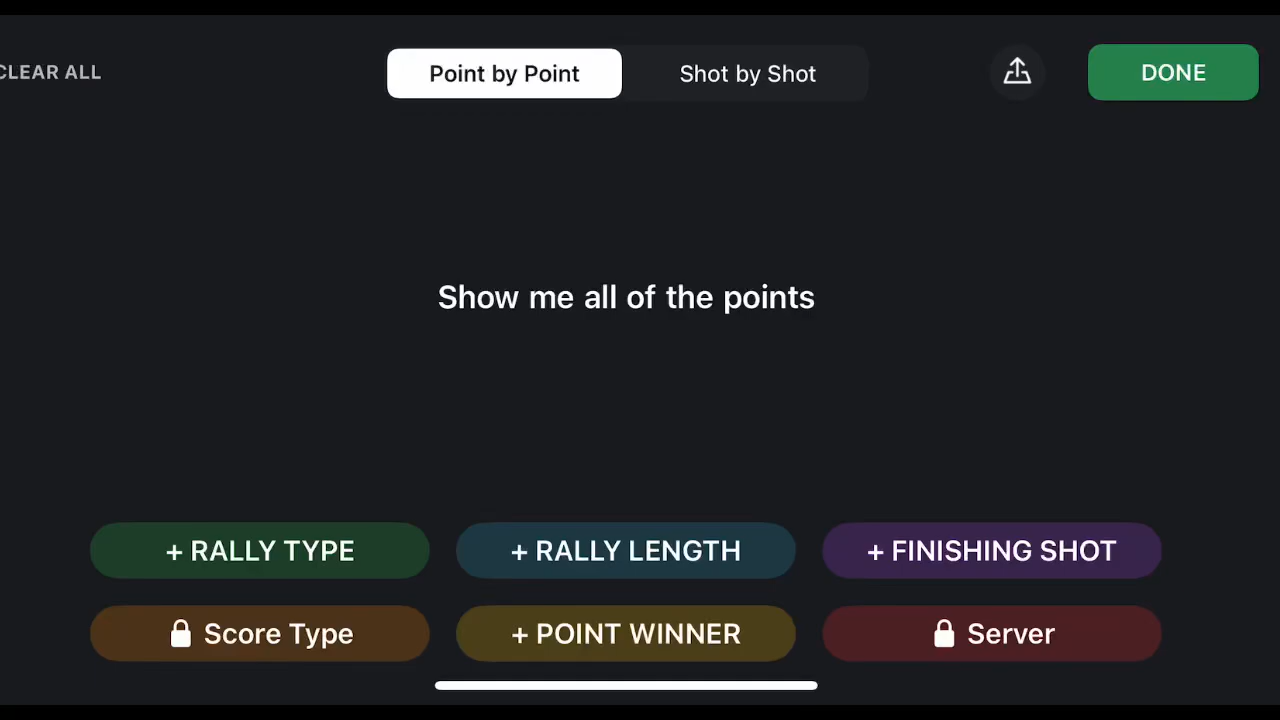 CLEAR ALL
Point by Point
Shot by Shot
DONE
Show me all of the points
+ RALLY TYPE
+ RALLY LENGTH
+ FINISHING SHOT
Score Type
+ POINT WINNER
Server